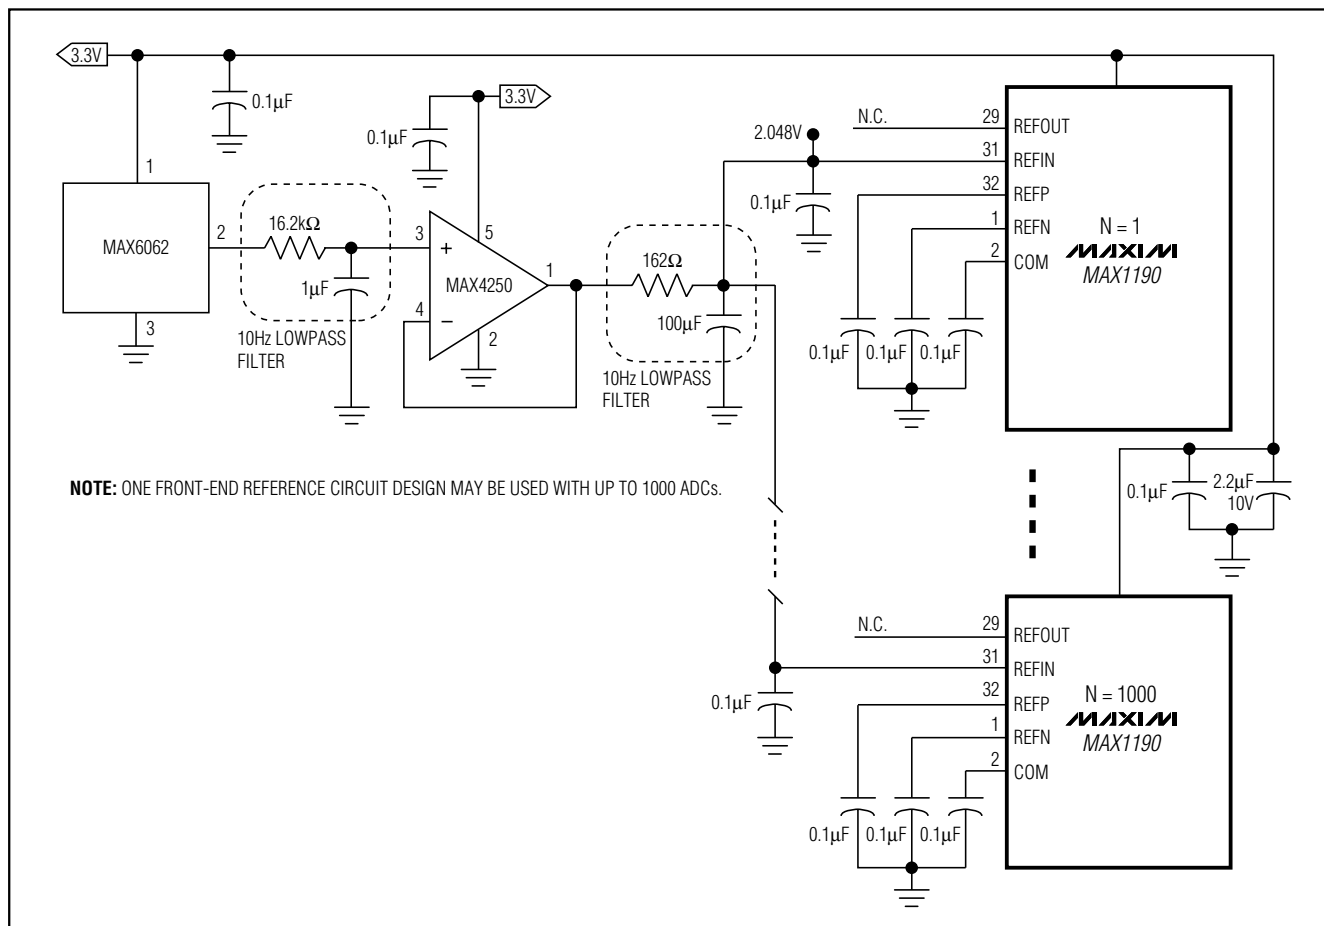 3.3V
0.1µF
3.3V
0.1µF
1
MAX6062
2
3
16.2kΩ
1µF
10Hz LOWPASS
FILTER
3
+
5
MAX4250
1
4
−
2
162Ω
100µF
10Hz LOWPASS
FILTER
2.048V
0.1µF
N.C.
29
REFOUT
31
REFIN
32
REFP
1
REFN
2
COM
N = 1
MAXIM
MAX1190
0.1µF
0.1µF
0.1µF
NOTE: ONE FRONT-END REFERENCE CIRCUIT DESIGN MAY BE USED WITH UP TO 1000 ADCs.
0.1µF
2.2µF
10V
N.C.
29
REFOUT
31
REFIN
32
REFP
1
REFN
2
COM
N = 1000
MAXIM
MAX1190
0.1µF
0.1µF
0.1µF
0.1µF